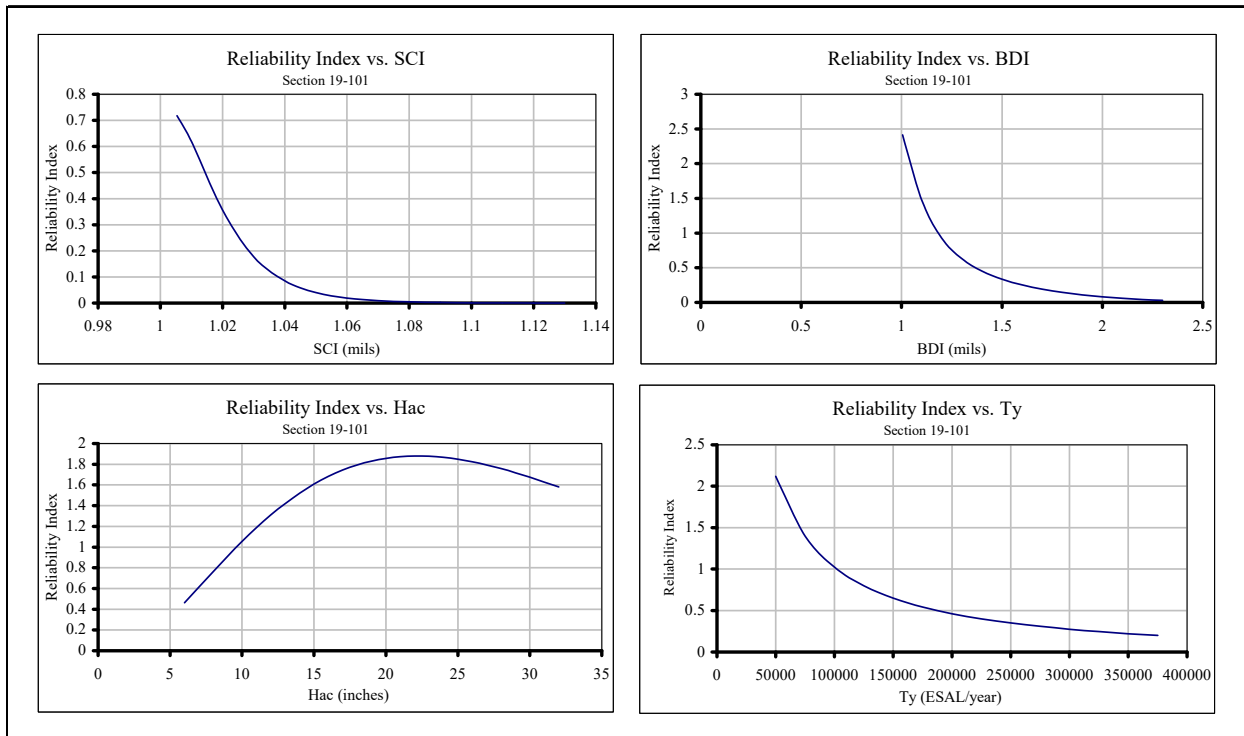 Reliability Index vs. SCI
Section 19-101
Reliability Index
0.8
0.7
0.6
0.5
0.4
0.3
0.2
0.1
0
0.98 1 1.02 1.04 1.06 1.08 1.1 1.12 1.14
SCI (mils)
Reliability Index vs. BDI
Section 19-101
Reliability Index
3
2.5
2
1.5
1
0.5
0
0 0.5 1 1.5 2 2.5
BDI (mils)
Reliability Index vs. Hac
Section 19-101
Reliability Index
2
1.8
1.6
1.4
1.2
1
0.8
0.6
0.4
0.2
0
0 5 10 15 20 25 30 35
Hac (inches)
Reliability Index vs. Ty
Section 19-101
Reliability Index
2.5
2
1.5
1
0.5
0
0 50000 100000 150000 200000 250000 300000 350000 400000
Ty (ESAL/year)